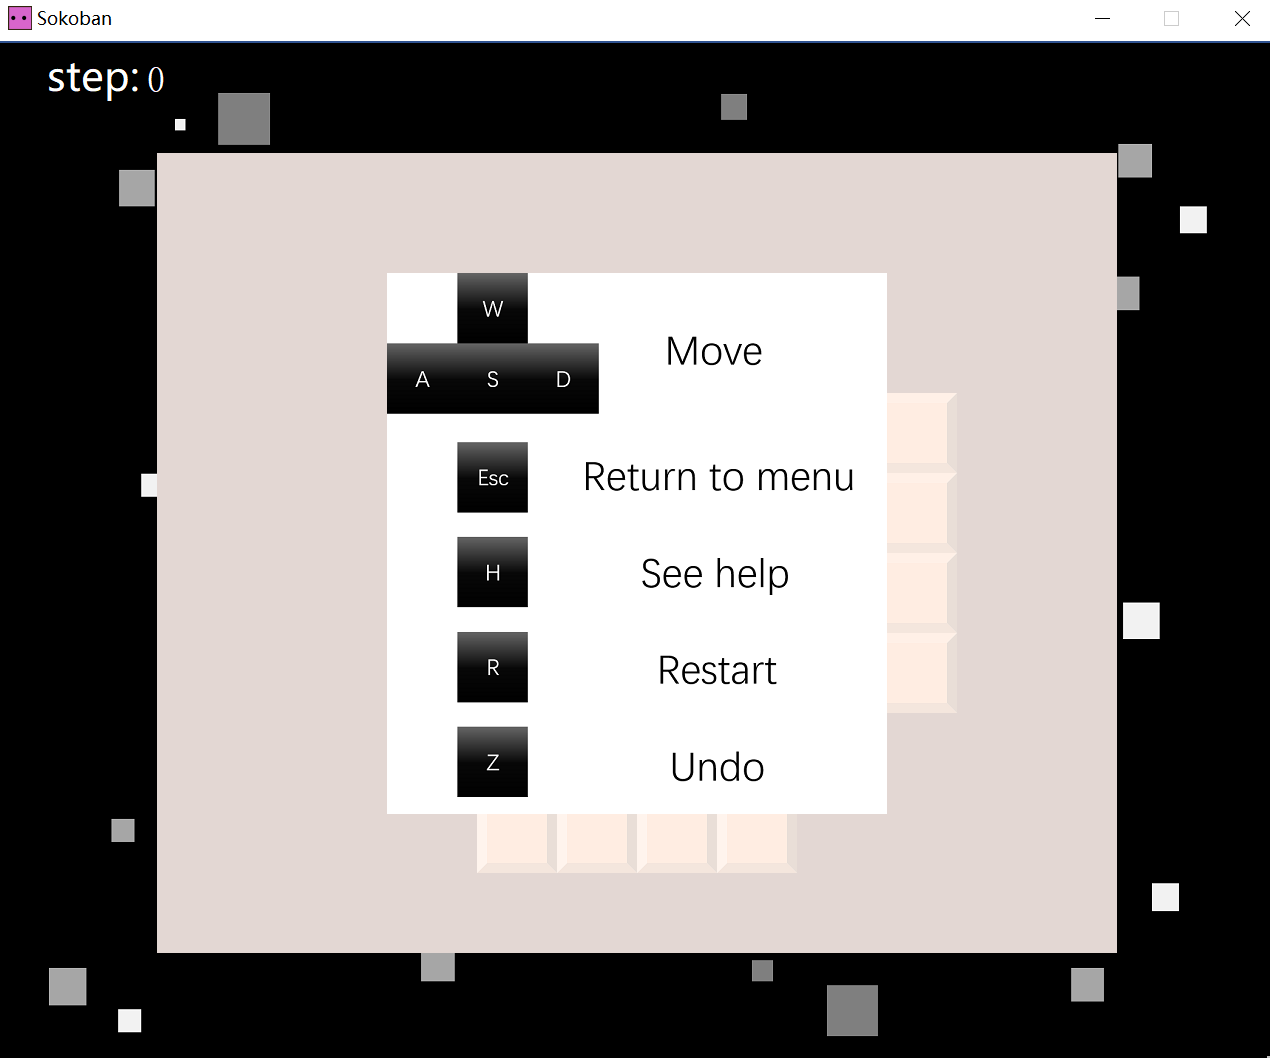 Sokoban
step: 0
W
A S D
Move
Esc
Return to menu
H
See help
R
Restart
Z
Undo